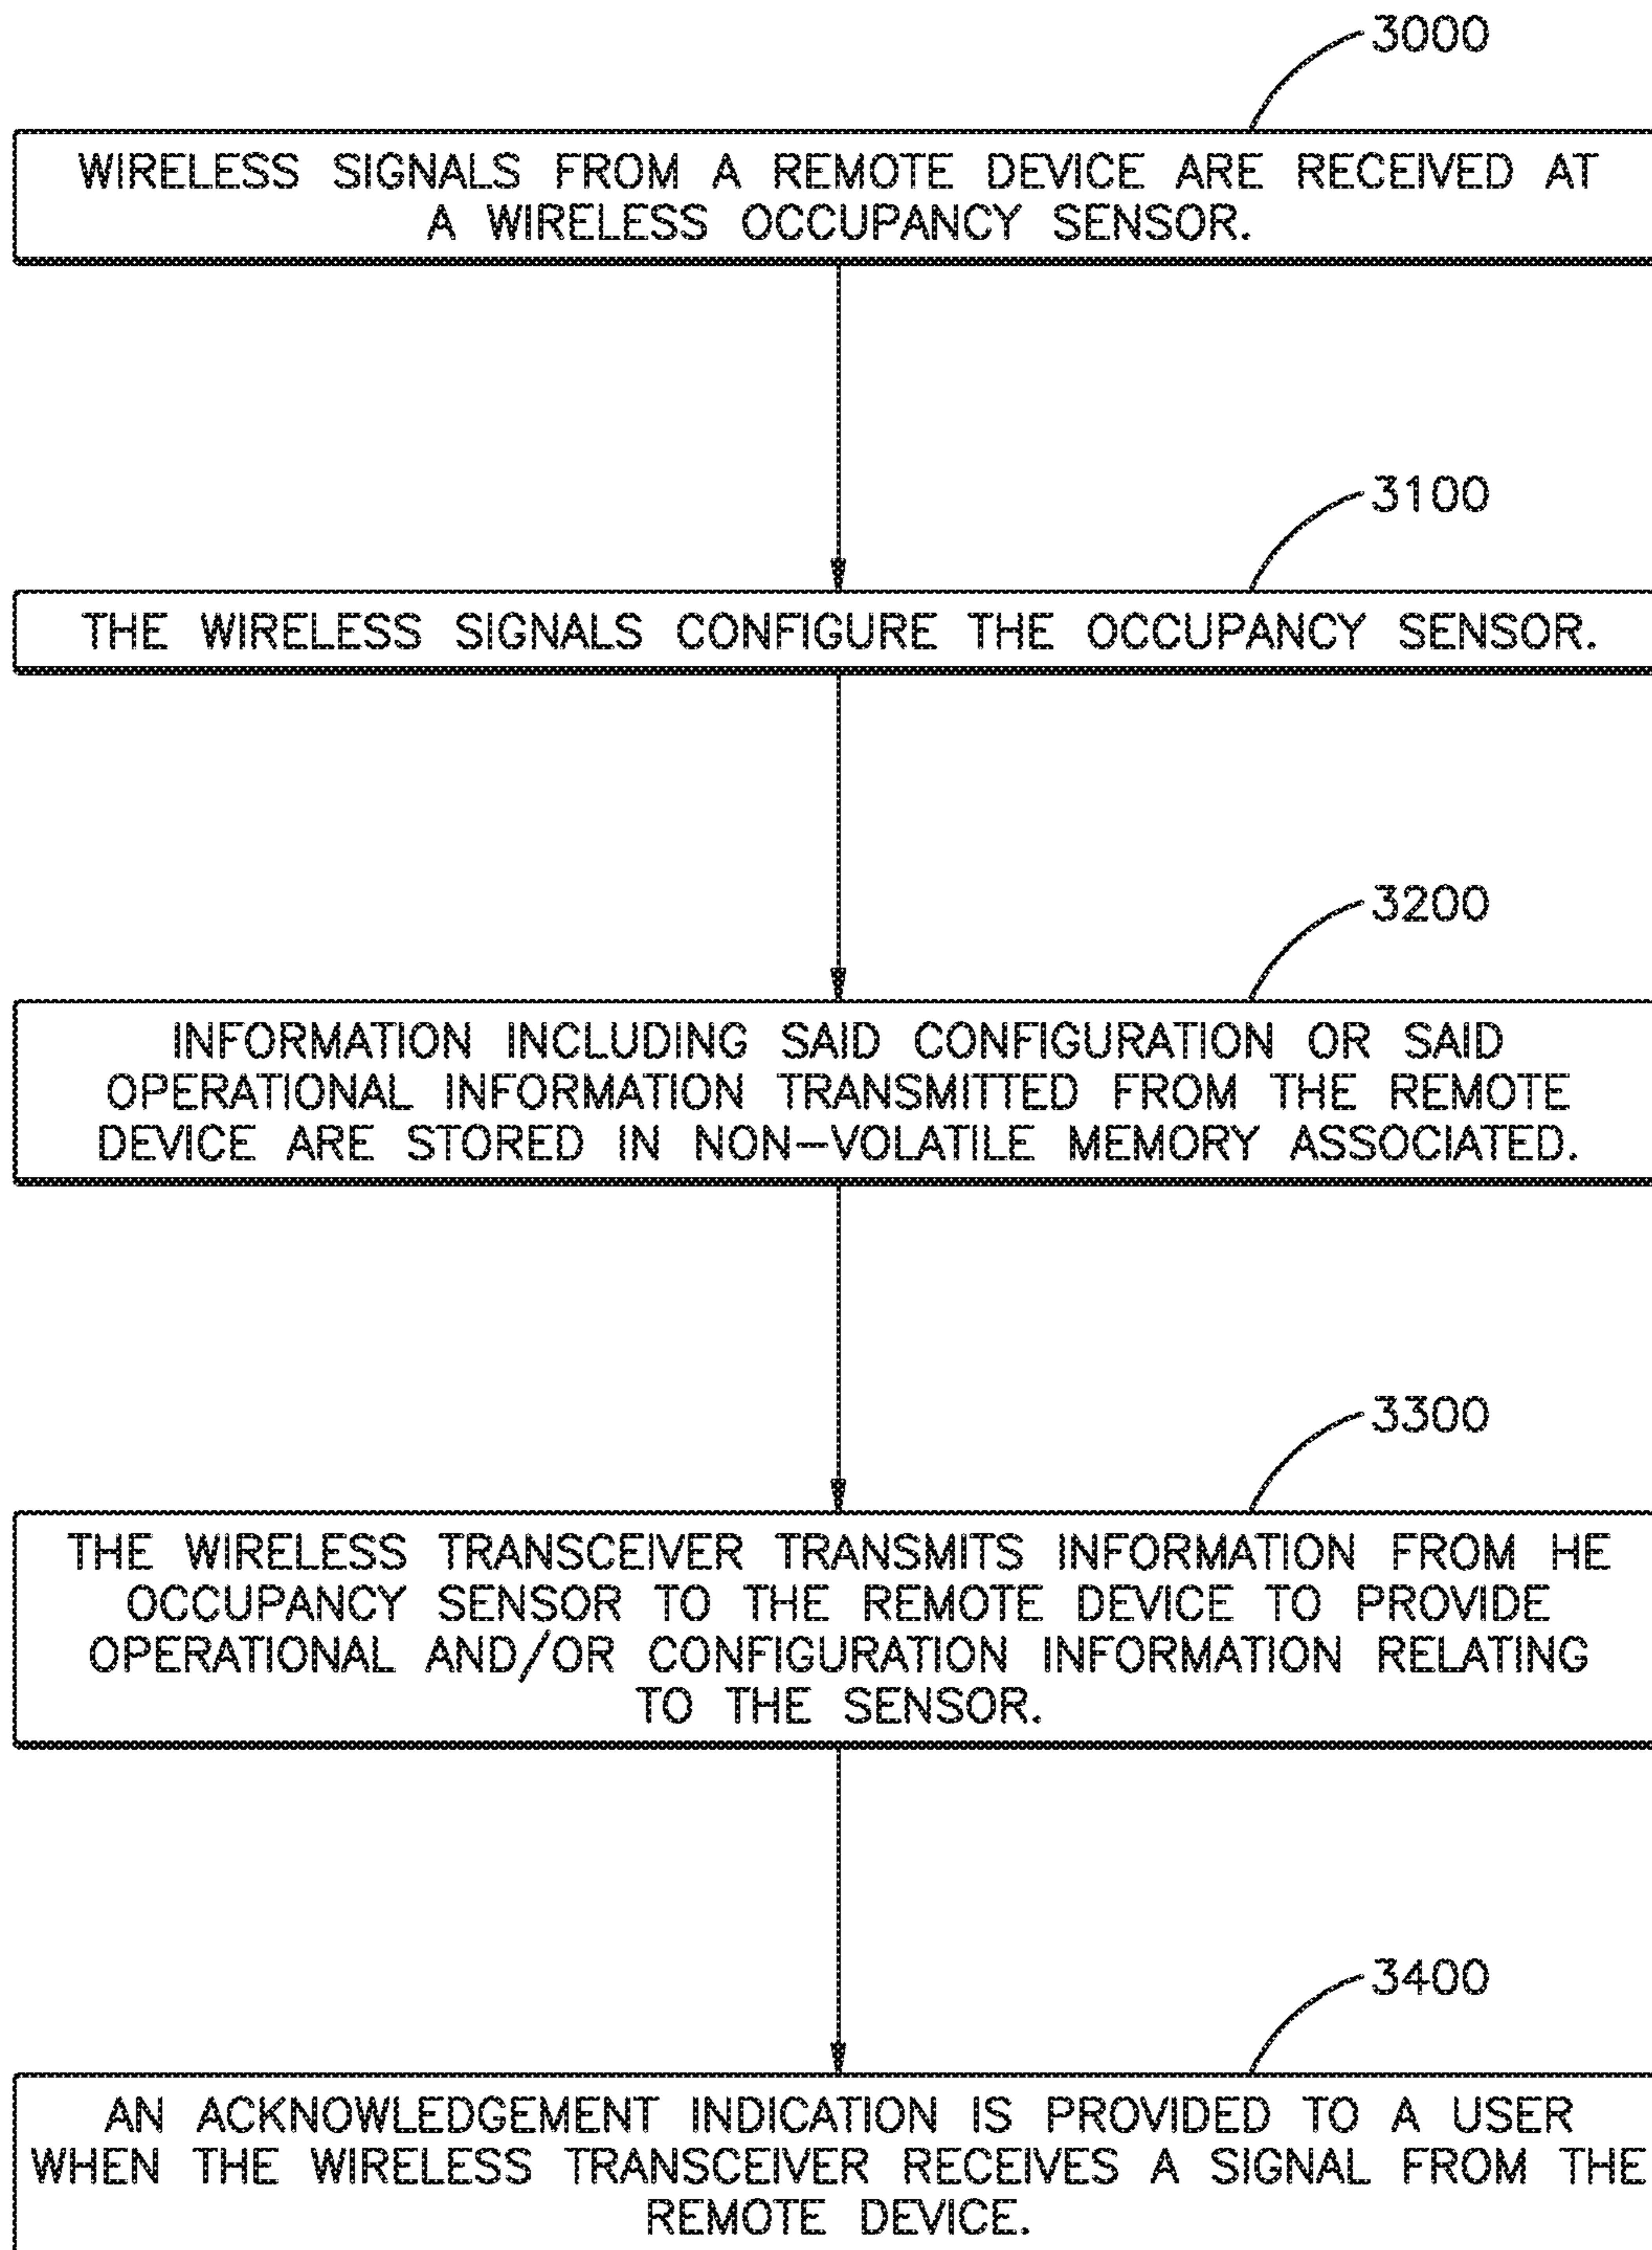 3000
WIRELESS SIGNALS FROM A REMOTE DEVICE ARE RECEIVED AT
A WIRELESS OCCUPANCY SENSOR.
3100
THE WIRELESS SIGNALS CONFIGURE THE OCCUPANCY SENSOR.
3200
INFORMATION INCLUDING SAID CONFIGURATION OR SAID
OPERATIONAL INFORMATION TRANSMITTED FROM THE REMOTE
DEVICE ARE STORED IN NON-VOLATILE MEMORY ASSOCIATED.
3300
THE WIRELESS TRANSCEIVER TRANSMITS INFORMATION FROM HE
OCCUPANCY SENSOR TO THE REMOTE DEVICE TO PROVIDE
OPERATIONAL AND/OR CONFIGURATION INFORMATION RELATING
TO THE SENSOR.
3400
AN ACKNOWLEDGEMENT INDICATION IS PROVIDED TO A USER
WHEN THE WIRELESS TRANSCEIVER RECEIVES A SIGNAL FROM THE
REMOTE DEVICE.